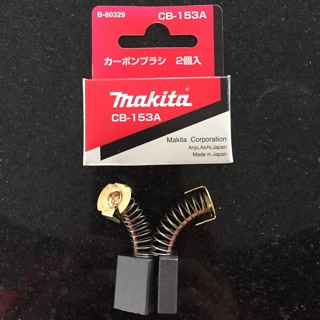 B-80329 CB-153A
カーボンブラシ 2個入
makita
CB-153A
Makita Corporation
Anjo,Aichi,Japan
Made in Japan